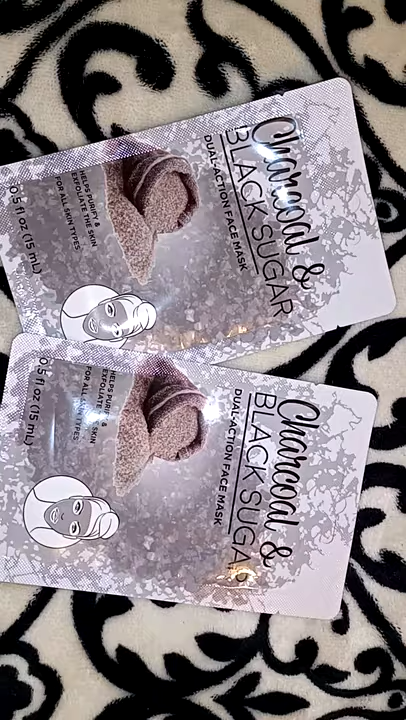 Charcoal &
BLACK SUGAR
DUAL-ACTION FACE MASK
HELPS PURIFY &
EXFOLIATE THE SKIN
FOR ALL SKIN TYPES
0.5 fl oz (15 mL)
Charcoal &
BLACK SUGAR
DUAL-ACTION FACE MASK
HELPS PURIFY &
EXFOLIATE THE SKIN
FOR ALL SKIN TYPES
0.5 fl oz (15 mL)